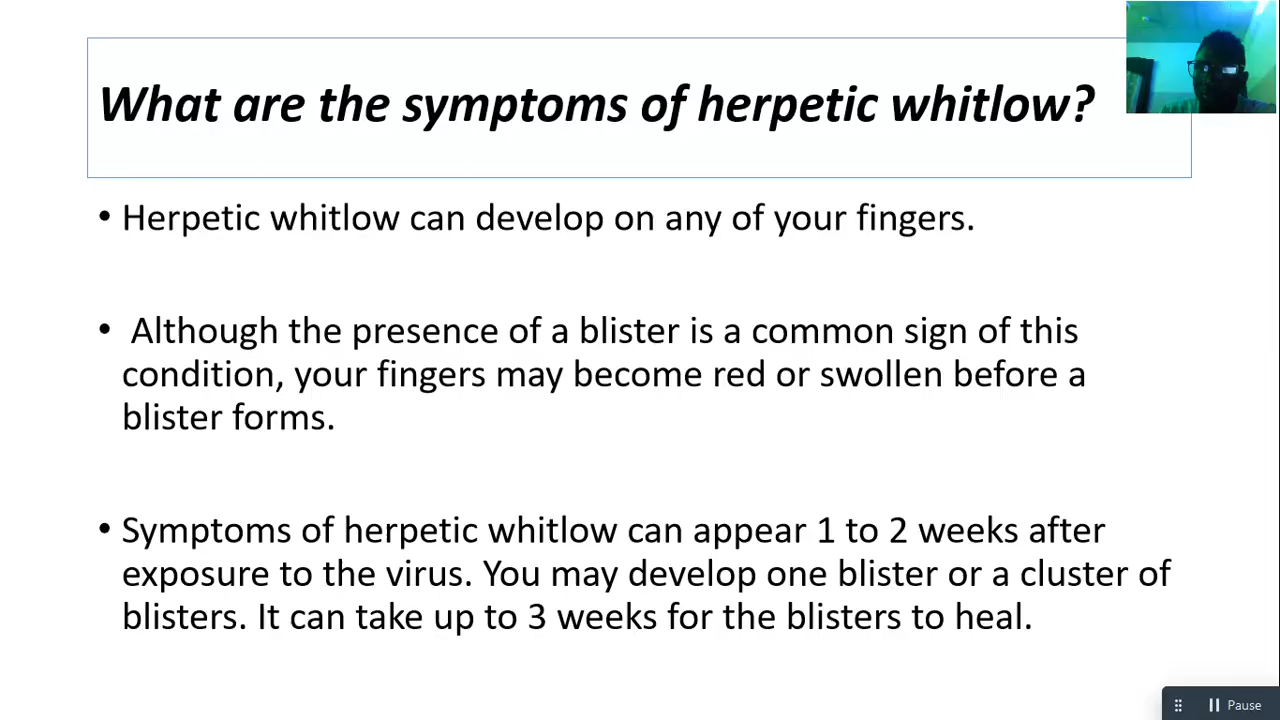 What are the symptoms of herpetic whitlow?
• Herpetic whitlow can develop on any of your fingers.
• Although the presence of a blister is a common sign of this
condition, your fingers may become red or swollen before a
blister forms.
• Symptoms of herpetic whitlow can appear 1 to 2 weeks after
exposure to the virus. You may develop one blister or a cluster of
blisters. It can take up to 3 weeks for the blisters to heal.
Pause